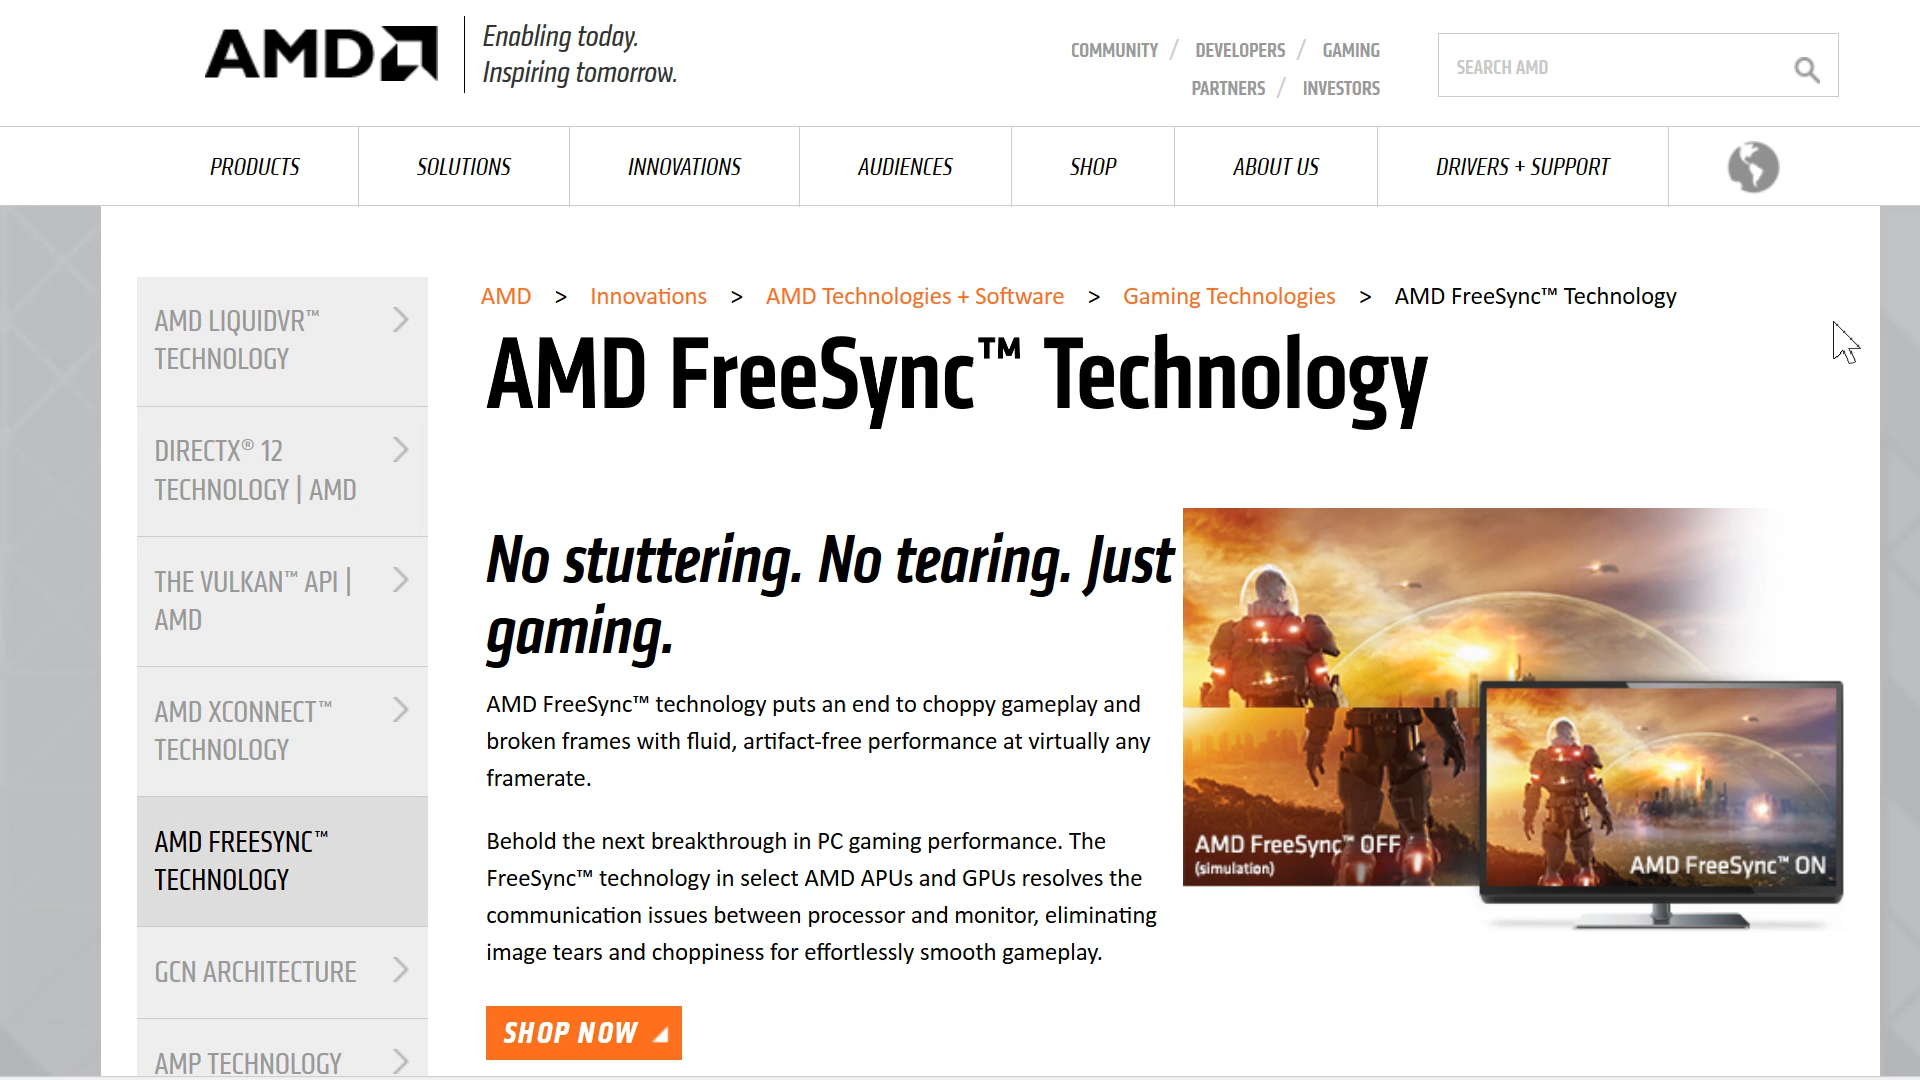 AMD
Enabling today.
Inspiring tomorrow.
COMMUNITY / DEVELOPERS / GAMING
PARTNERS / INVESTORS
SEARCH AMD
PRODUCTS
SOLUTIONS
INNOVATIONS
AUDIENCES
SHOP
ABOUT US
DRIVERS + SUPPORT
AMD LIQUIDVR™
TECHNOLOGY
DIRECTX® 12
TECHNOLOGY | AMD
THE VULKAN™ API |
AMD
AMD XCONNECT™
TECHNOLOGY
AMD FREESYNC™
TECHNOLOGY
GCN ARCHITECTURE
AMP TECHNOLOGY
AMD > Innovations > AMD Technologies + Software > Gaming Technologies > AMD FreeSync™ Technology
AMD FreeSync™ Technology
No stuttering. No tearing. Just
gaming.
AMD FreeSync™ technology puts an end to choppy gameplay and
broken frames with fluid, artifact-free performance at virtually any
framerate.
Behold the next breakthrough in PC gaming performance. The
FreeSync™ technology in select AMD APUs and GPUs resolves the
communication issues between processor and monitor, eliminating
image tears and choppiness for effortlessly smooth gameplay.
SHOP NOW
AMD FreeSync™ OFF
(simulation)
AMD FreeSync™ ON